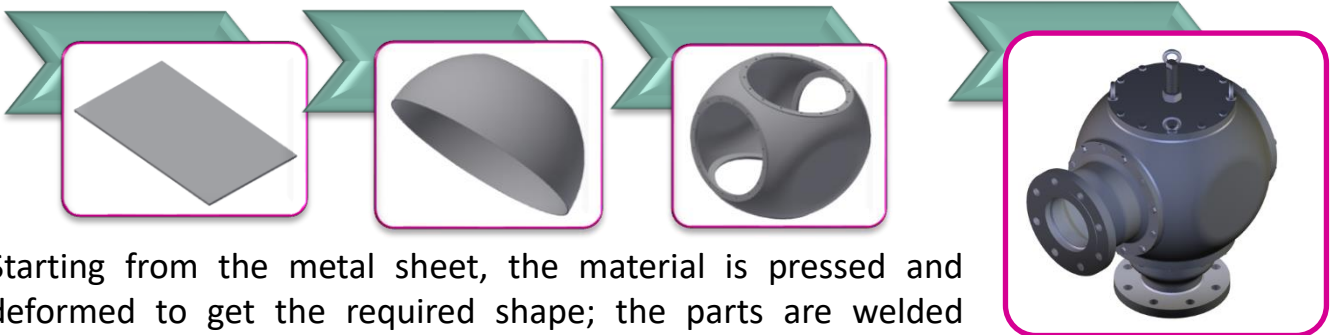 Starting from the metal sheet, the material is pressed and
deformed to get the required shape; the parts are welded